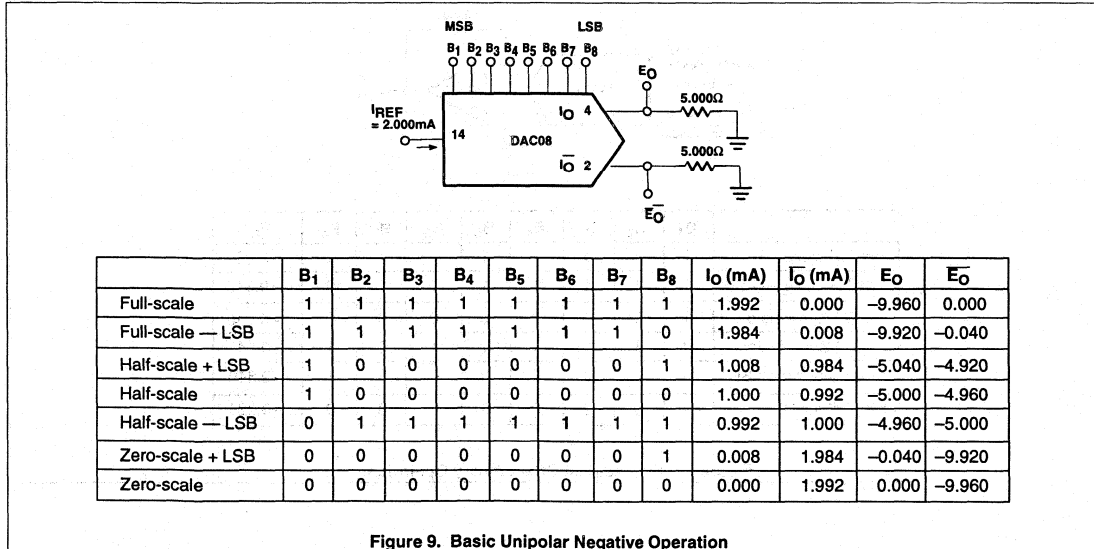 MSB LSB
B1 B2 B3 B4 B5 B6 B7 B8
EO
5.000Ω
IREF
= 2.000mA
14
DAC08
IO 4
5.000Ω
I̅O̅ 2
E̅O̅
B1 B2 B3 B4 B5 B6 B7 B8 IO (mA) I̅O̅ (mA) EO E̅O̅
Full-scale 1 1 1 1 1 1 1 1 1.992 0.000 –9.960 0.000
Full-scale — LSB 1 1 1 1 1 1 1 0 1.984 0.008 –9.920 –0.040
Half-scale + LSB 1 0 0 0 0 0 0 1 1.008 0.984 –5.040 –4.920
Half-scale 1 0 0 0 0 0 0 0 1.000 0.992 –5.000 –4.960
Half-scale — LSB 0 1 1 1 1 1 1 1 0.992 1.000 –4.960 –5.000
Zero-scale + LSB 0 0 0 0 0 0 0 1 0.008 1.984 –0.040 –9.920
Zero-scale 0 0 0 0 0 0 0 0 0.000 1.992 0.000 –9.960
Figure 9. Basic Unipolar Negative Operation